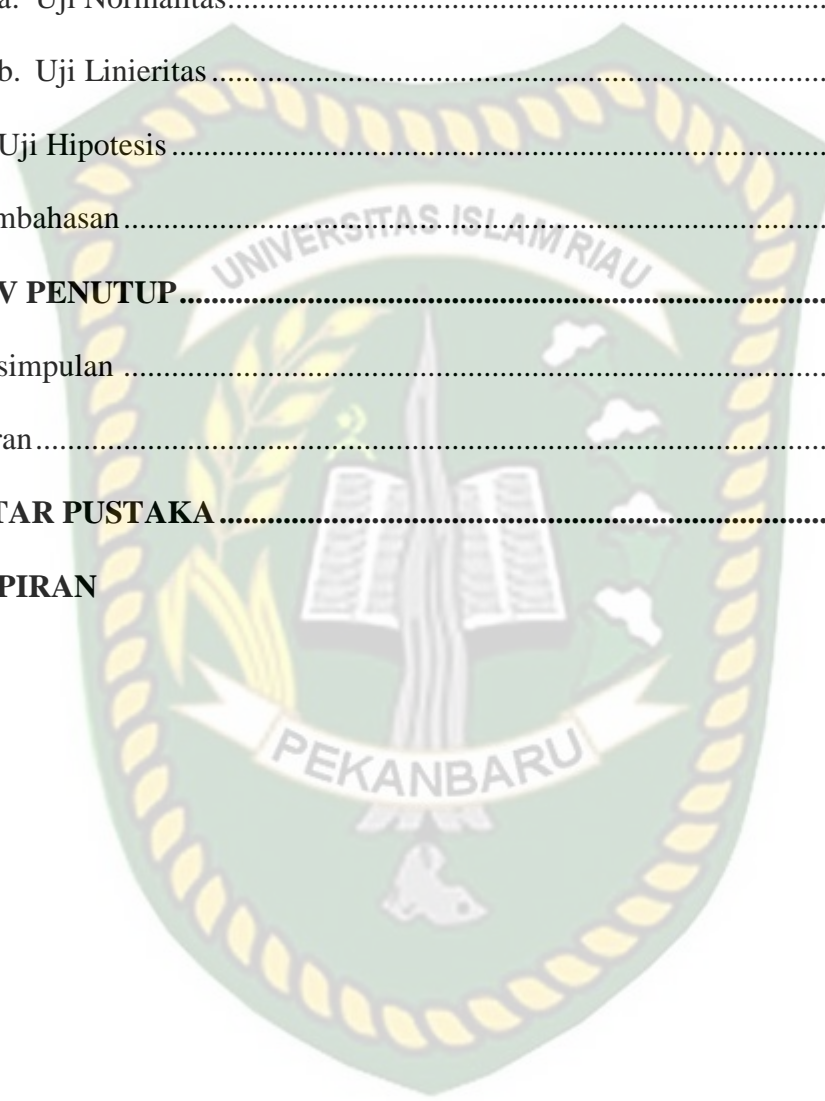 a. Uji Normalitas........................................................................
b. Uji Linieritas........................................................................
Uji Hipotesis........................................................................
mbahasan........................................................................
UNIVERSITAS ISLAM RIAU
V PENUTUP........................................................................
simpulan ........................................................................
ran........................................................................
TAR PUSTAKA........................................................................
PIRAN
PEKANBARU